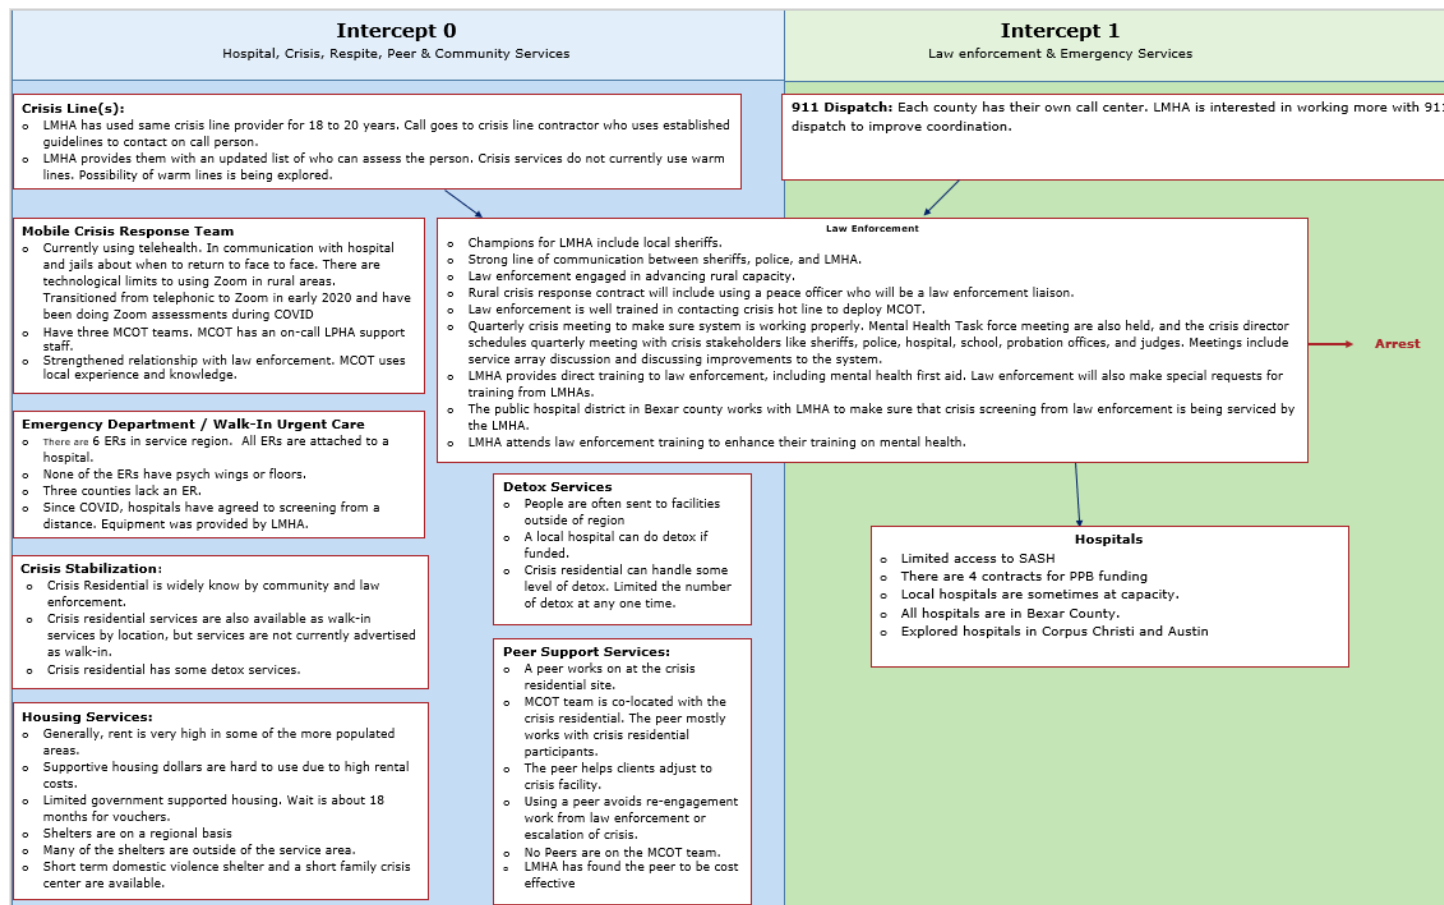 Intercept 0
Hospital, Crisis, Respite, Peer & Community Services
Intercept 1
Law enforcement & Emergency Services
Crisis Line(s):
o LMHA has used same crisis line provider for 18 to 20 years. Call goes to crisis line contractor who uses established
guidelines to contact on call person.
o LMHA provides them with an updated list of who can assess the person. Crisis services do not currently use warm
lines. Possibility of warm lines is being explored.
911 Dispatch: Each county has their own call center. LMHA is interested in working more with 911
dispatch to improve coordination.
Mobile Crisis Response Team
o Currently using telehealth. In communication with hospital
and jails about when to return to face to face. There are
technological limits to using Zoom in rural areas.
Transitioned from telephonic to Zoom in early 2020 and have
been doing Zoom assessments during COVID
o Have three MCOT teams. MCOT has an on-call LPHA support
staff.
o Strengthened relationship with law enforcement. MCOT uses
local experience and knowledge.
Law Enforcement
o Champions for LMHA include local sheriffs.
o Strong line of communication between sheriffs, police, and LMHA.
o Law enforcement engaged in advancing rural capacity.
o Rural crisis response contract will include using a peace officer who will be a law enforcement liaison.
o Law enforcement is well trained in contacting crisis hot line to deploy MCOT.
o Quarterly crisis meeting to make sure system is working properly. Mental Health Task force meeting are also held, and the crisis director
schedules quarterly meeting with crisis stakeholders like sheriffs, police, hospital, school, probation offices, and judges. Meetings include
service array discussion and discussing improvements to the system.
o LMHA provides direct training to law enforcement, including mental health first aid. Law enforcement will also make special requests for
training from LMHAs.
o The public hospital district in Bexar county works with LMHA to make sure that crisis screening from law enforcement is being serviced by
the LMHA.
o LMHA attends law enforcement training to enhance their training on mental health.
Arrest
Emergency Department / Walk-In Urgent Care
o There are 6 ERs in service region. All ERs are attached to a
hospital.
o None of the ERs have psych wings or floors.
o Three counties lack an ER.
o Since COVID, hospitals have agreed to screening from a
distance. Equipment was provided by LMHA.
Detox Services
o People are often sent to facilities
outside of region
o A local hospital can do detox if
funded.
o Crisis residential can handle some
level of detox. Limited the number
of detox at any one time.
Hospitals
o Limited access to SASH
o There are 4 contracts for PPB funding
o Local hospitals are sometimes at capacity.
o All hospitals are in Bexar County.
o Explored hospitals in Corpus Christi and Austin
Crisis Stabilization:
o Crisis Residential is widely know by community and law
enforcement.
o Crisis residential services are also available as walk-in
services by location, but services are not currently advertised
as walk-in.
o Crisis residential has some detox services.
Peer Support Services:
o A peer works on at the crisis
residential site.
o MCOT team is co-located with the
crisis residential. The peer mostly
works with crisis residential
participants.
o The peer helps clients adjust to
crisis facility.
o Using a peer avoids re-engagement
work from law enforcement or
escalation of crisis.
o No Peers are on the MCOT team.
o LMHA has found the peer to be cost
effective
Housing Services:
o Generally, rent is very high in some of the more populated
areas.
o Supportive housing dollars are hard to use due to high rental
costs.
o Limited government supported housing. Wait is about 18
months for vouchers.
o Shelters are on a regional basis
o Many of the shelters are outside of the service area.
o Short term domestic violence shelter and a short family crisis
center are available.